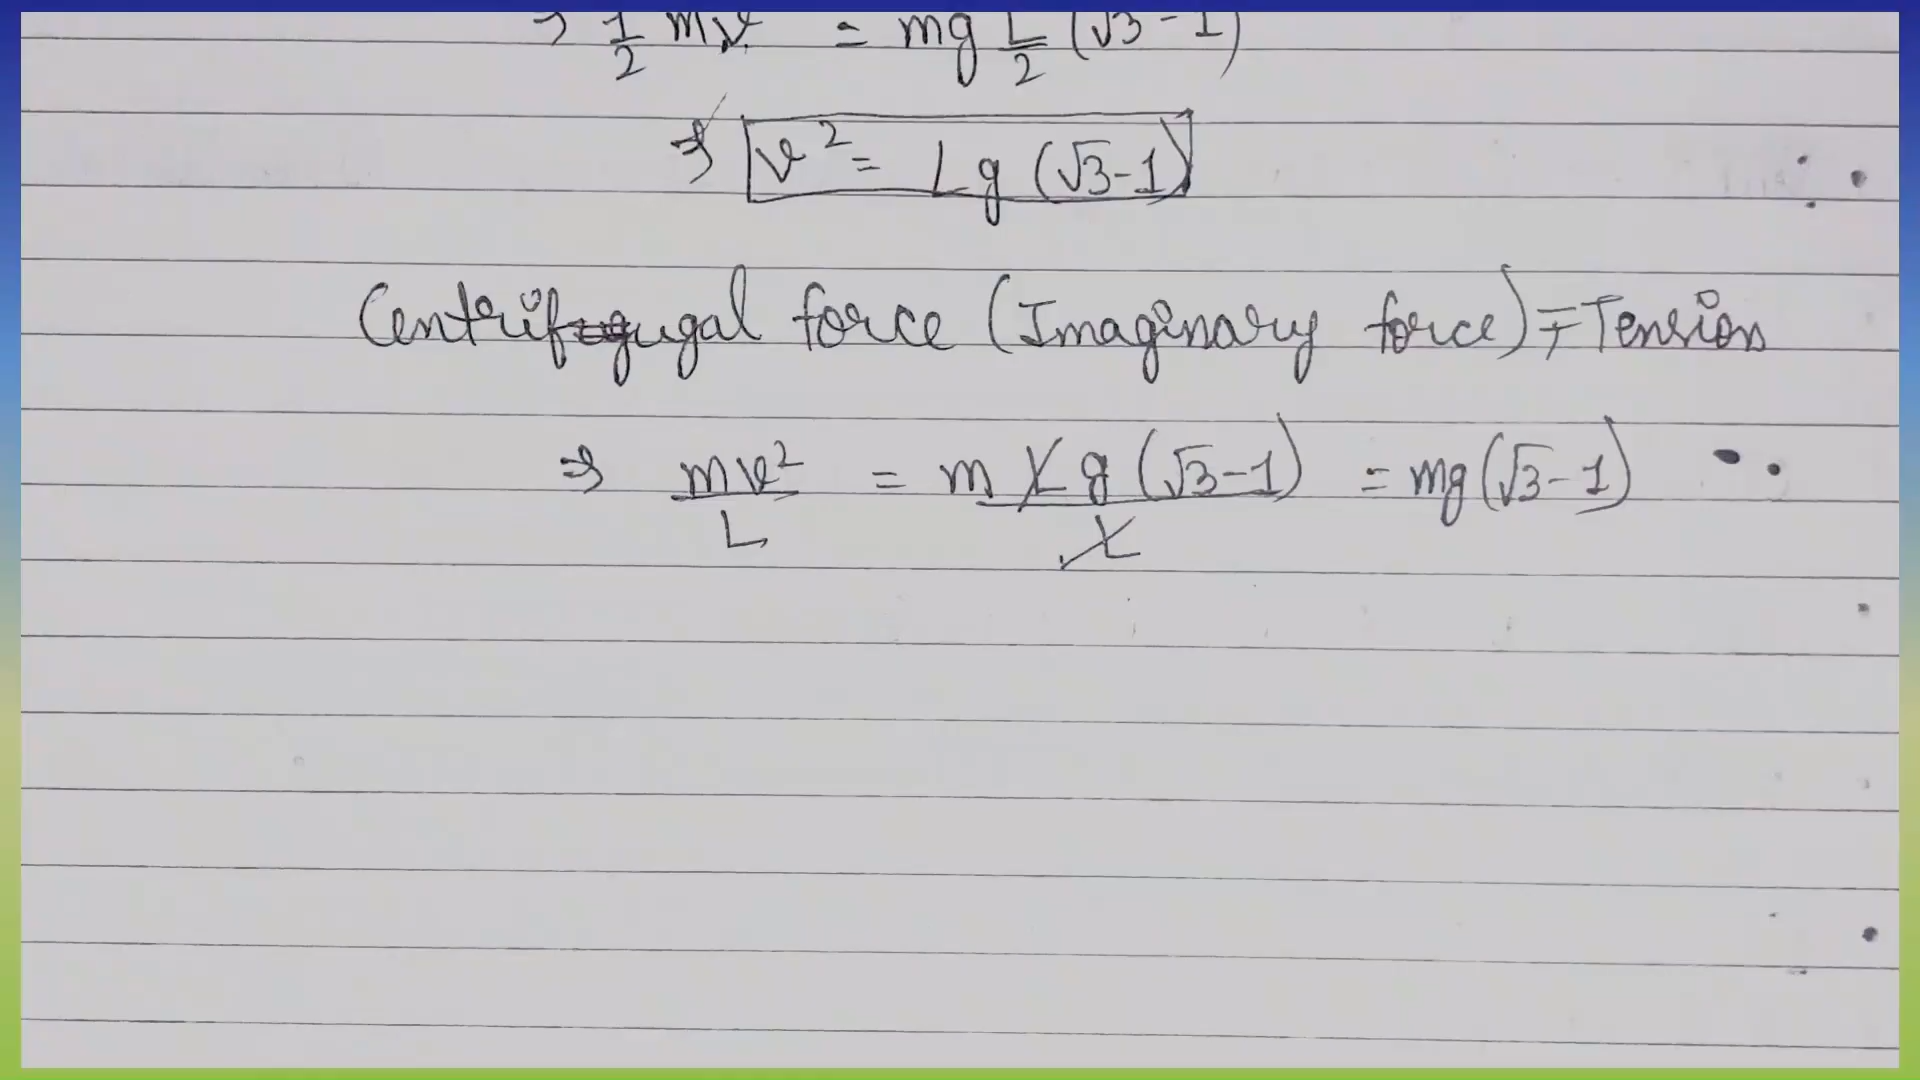 ⇒ 1/2 mv = mg L/2 (√3-1)
⇒ v² = Lg (√3-1)
Centrifugal force (Imaginary force) = Tension
⇒ mv²/L = m L g (√3-1)/L = mg (√3-1)